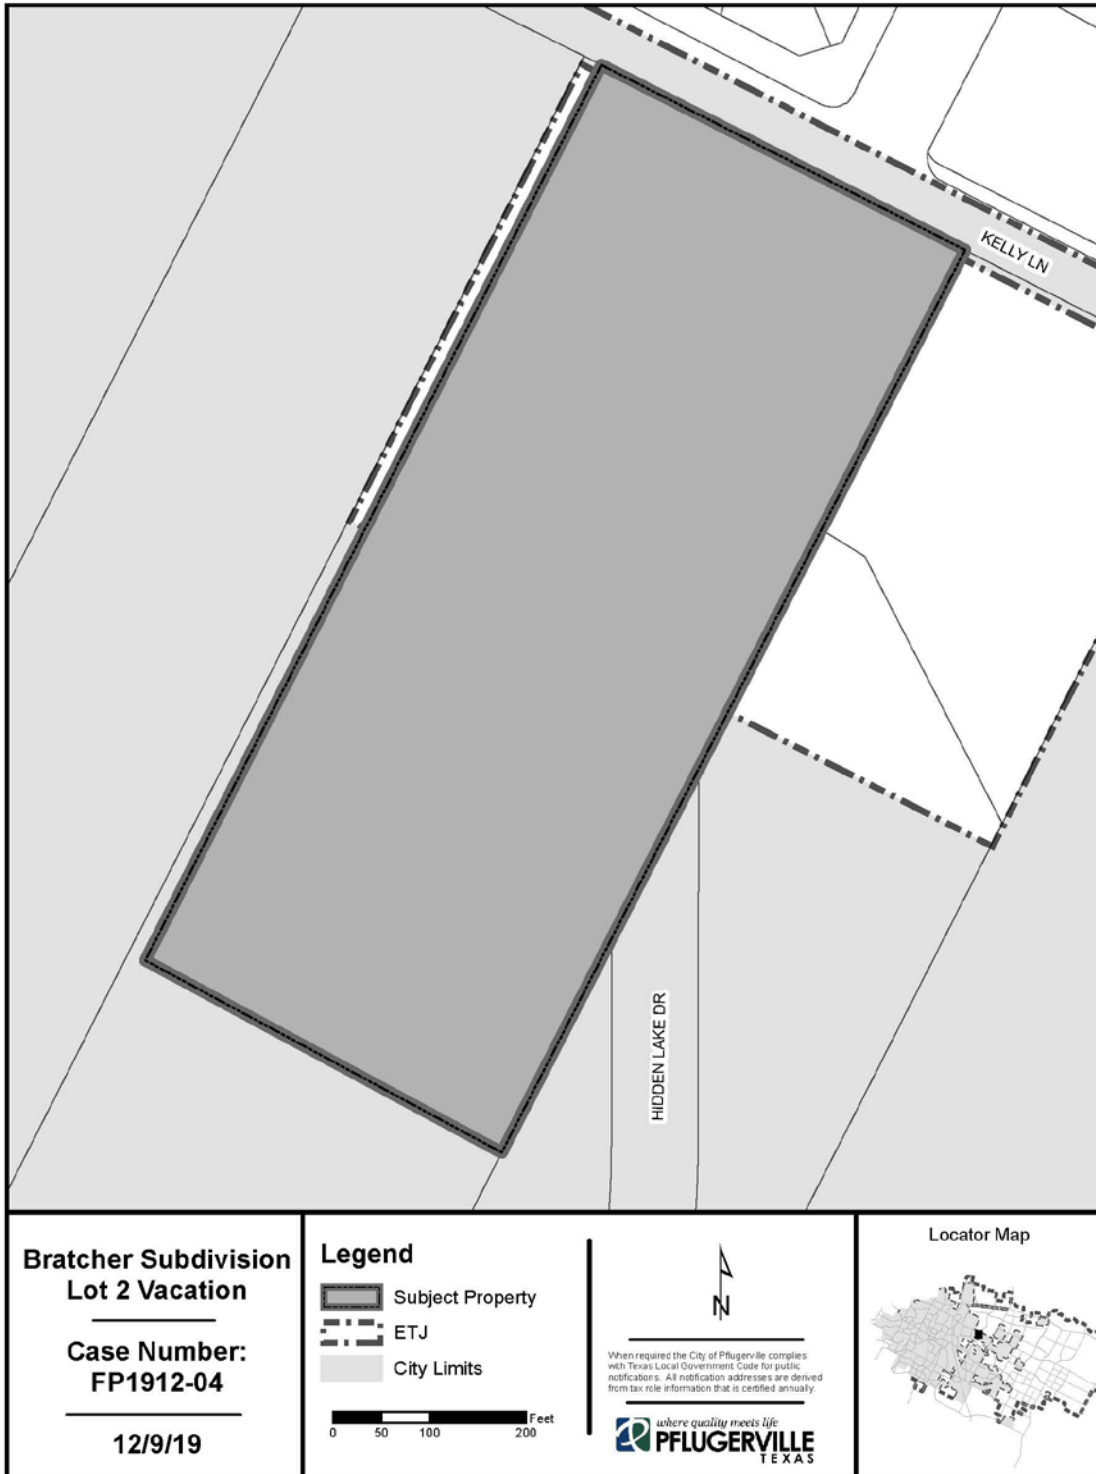 KELLY LN
HIDDEN LAKE DR
Bratcher Subdivision
Lot 2 Vacation
Case Number:
FP1912-04
12/9/19
Legend
Subject Property
ETJ
City Limits
Feet
0 50 100 200
N
When required the City of Pflugerville complies
with Texas Local Government Code for public
notifications. All notification addresses are derived
from tax role information that is certified annually.
where quality meets life
PFLUGERVILLE
TEXAS
Locator Map